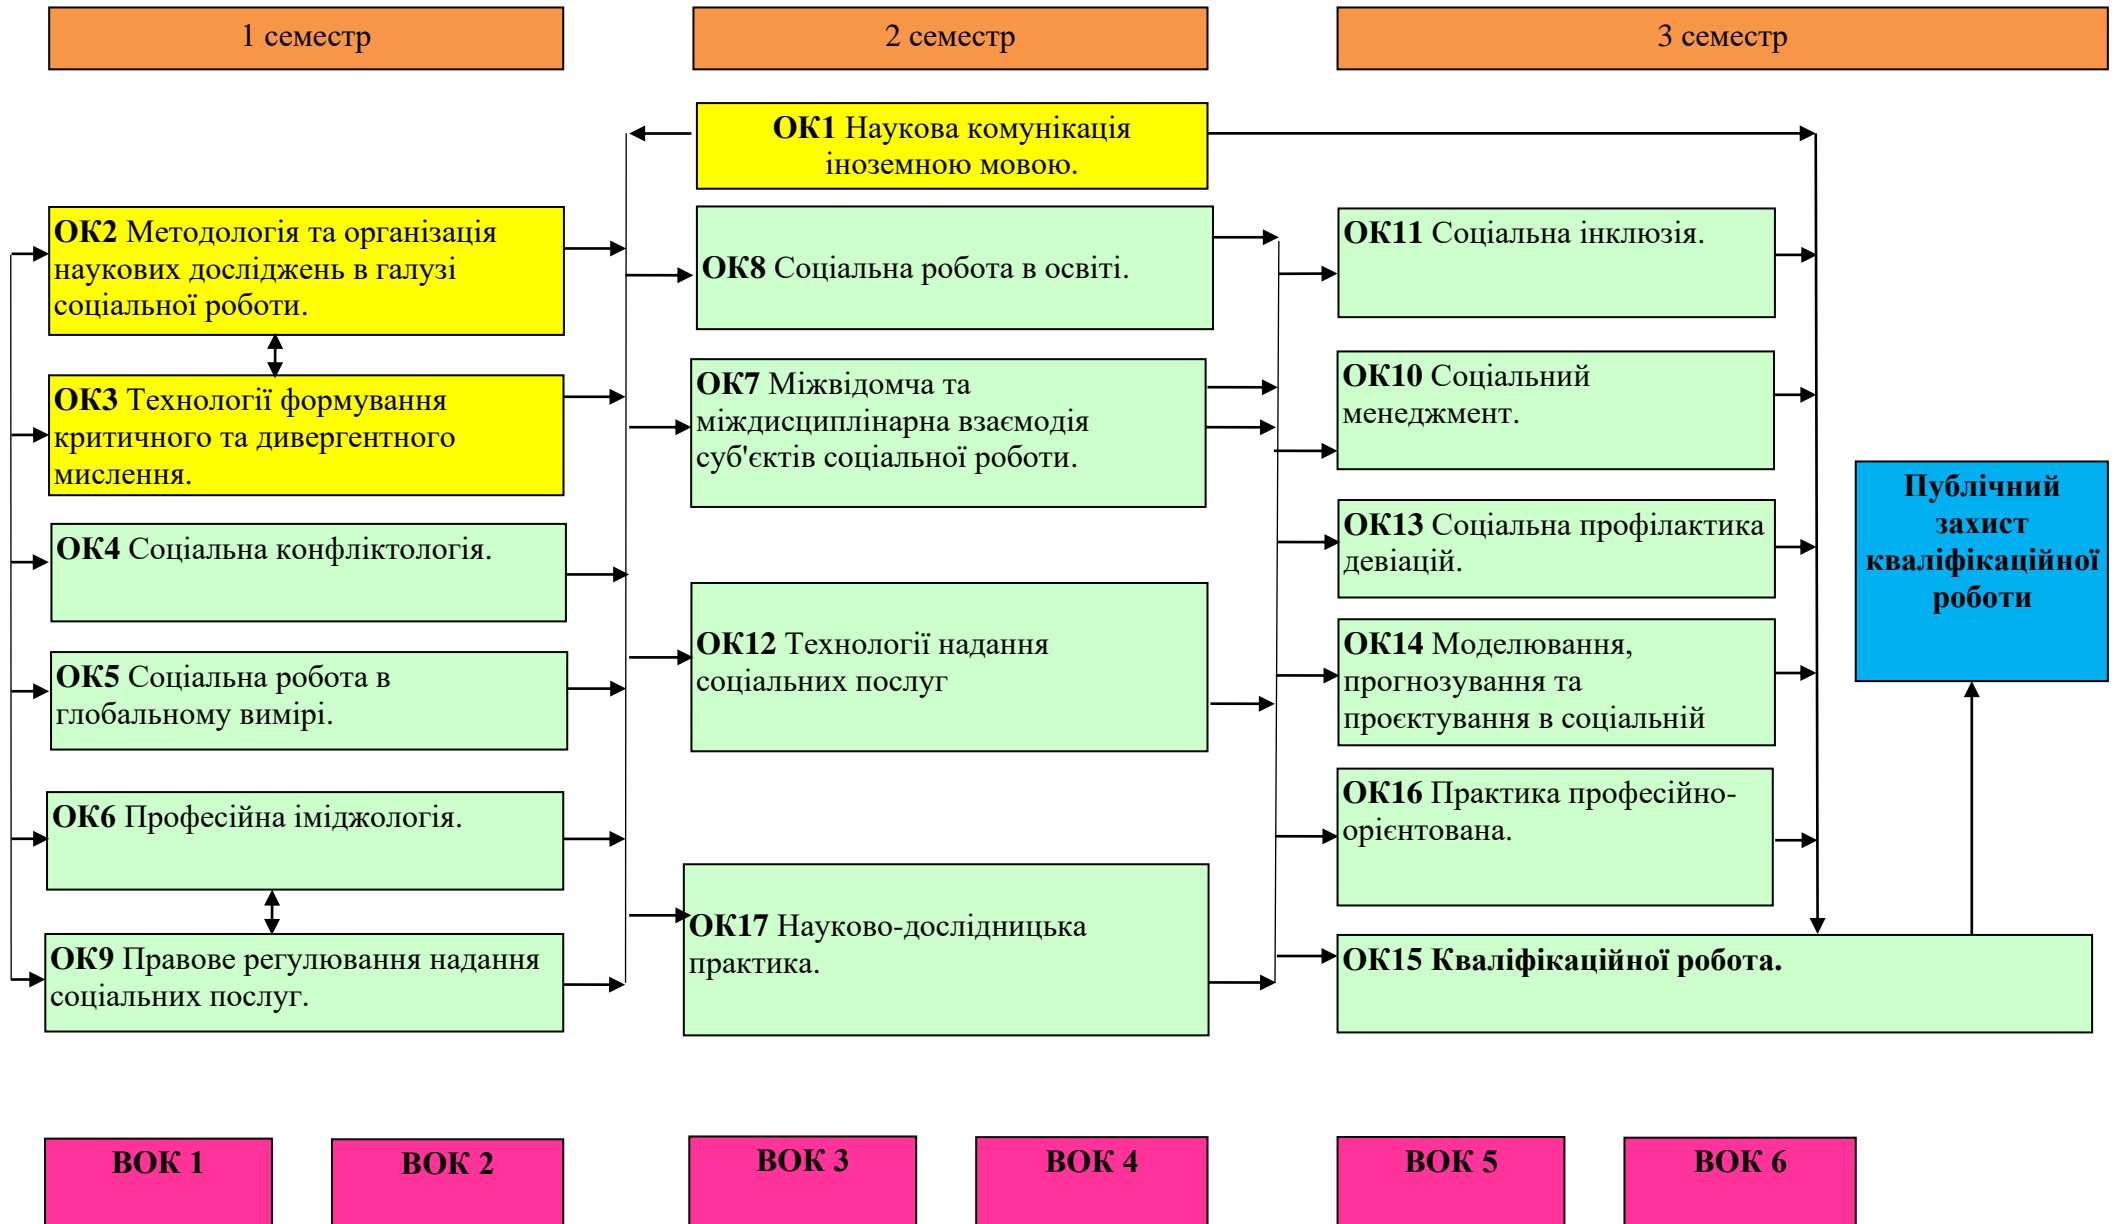 1 семестр
2 семестр
3 семестр
ОК1 Наукова комунікація
іноземною мовою.
ОК2 Методологія та організація
наукових досліджень в галузі
соціальної роботи.
ОК3 Технології формування
критичного та дивергентного
мислення.
ОК4 Соціальна конфліктологія.
ОК5 Соціальна робота в
глобальному вимірі.
ОК6 Професійна іміджологія.
ОК9 Правове регулювання надання
соціальних послуг.
ОК8 Соціальна робота в освіті.
ОК7 Міжвідомча та
міждисциплінарна взаємодія
суб'єктів соціальної роботи.
ОК12 Технології надання
соціальних послуг
ОК17 Науково-дослідницька
практика.
ОК11 Соціальна інклюзія.
ОК10 Соціальний
менеджмент.
ОК13 Соціальна профілактика
девіацій.
ОК14 Моделювання,
прогнозування та
проєктування в соціальній
ОК16 Практика професійно-
орієнтована.
ОК15 Кваліфікаційної робота.
Публічний
захист
кваліфікаційної
роботи
ВОК 1
ВОК 2
ВОК 3
ВОК 4
ВОК 5
ВОК 6